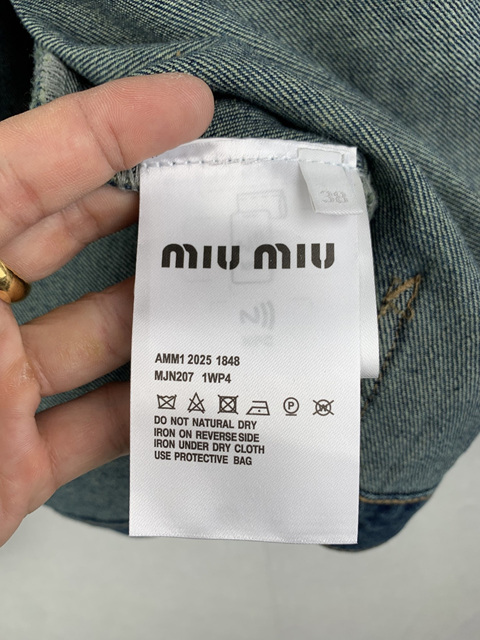 38
MIU MIU
AMM1 2025 1848
MJN207 1WP4
DO NOT NATURAL DRY
IRON ON REVERSE SIDE
IRON UNDER DRY CLOTH
USE PROTECTIVE BAG